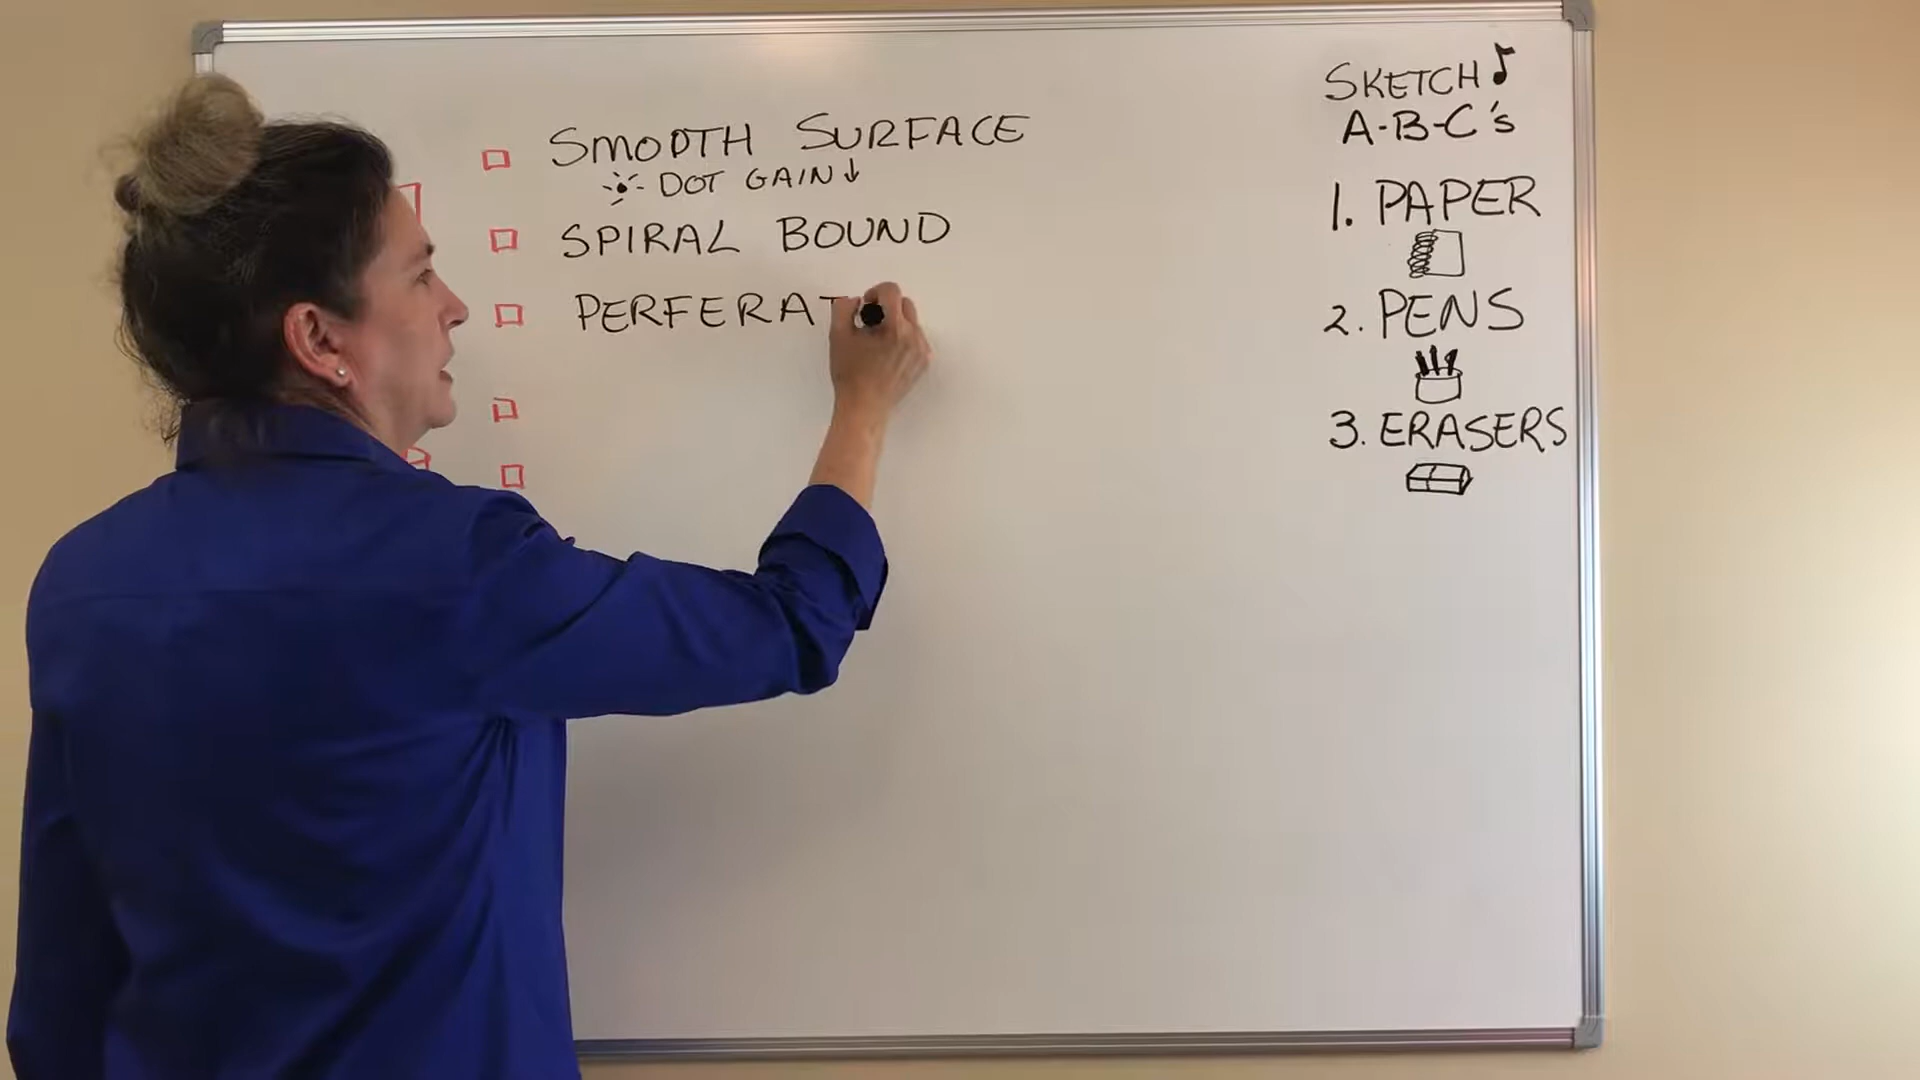 SMOOTH SURFACE
DOT GAIN↓
SPIRAL BOUND
PERFERAT
SKETCH♪
A-B-C's
1. PAPER
2. PENS
3. ERASERS